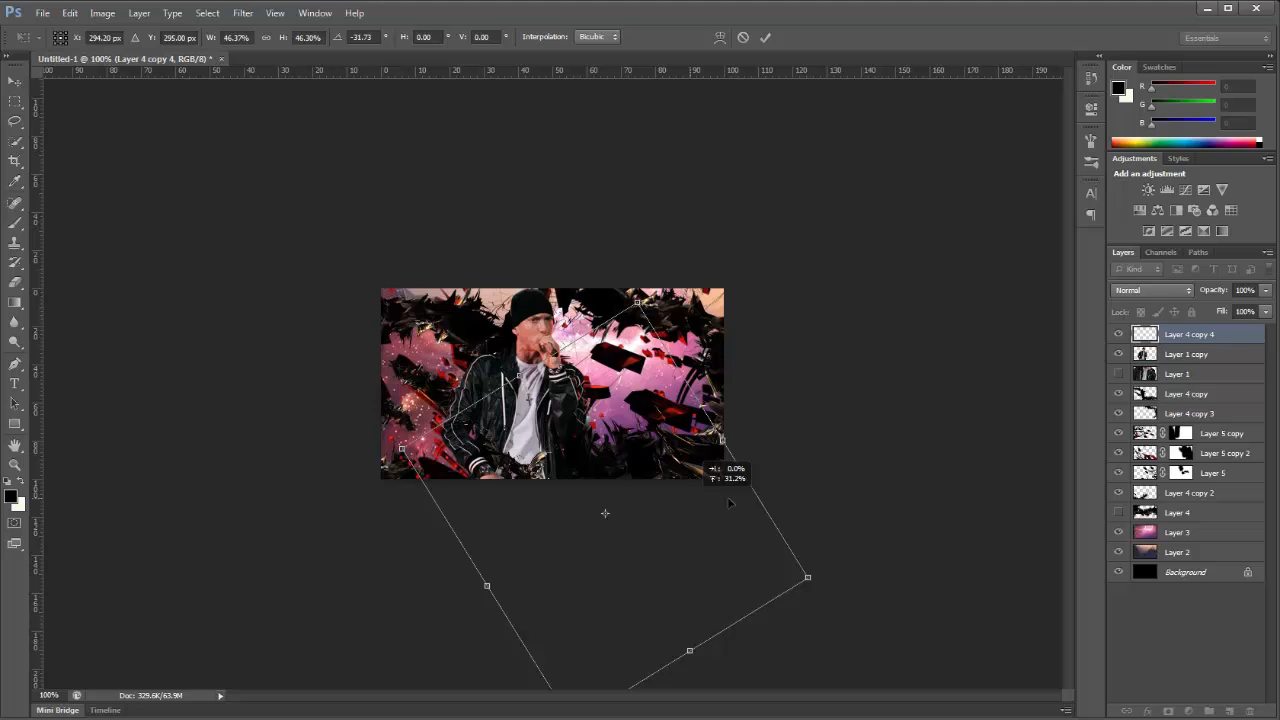 Ps File Edit Image Layer Type Select Filter View Window Help
X: 294.20 px Y: 295.00 px W: 46.37% H: 46.30% -31.73 ° H: 0.00 ° V: 0.00 ° Interpolation: Bicubic Essentials
Untitled-1 @ 100% (Layer 4 copy 4, RGB/8) * ×
Color Swatches
R 0
G 0
B 0
Adjustments Styles
Add an adjustment
Layers Channels Paths
Kind
Normal Opacity: 100%
Lock: Fill: 100%
Layer 4 copy 4
Layer 1 copy
Layer 1
Layer 4 copy
Layer 4 copy 3
Layer 5 copy
Layer 5 copy 2
Layer 5
Layer 4 copy 2
Layer 4
Layer 3
Layer 2
Background
0.0%
31.2%
100% Doc: 329.6K/63.9M
Mini Bridge Timeline